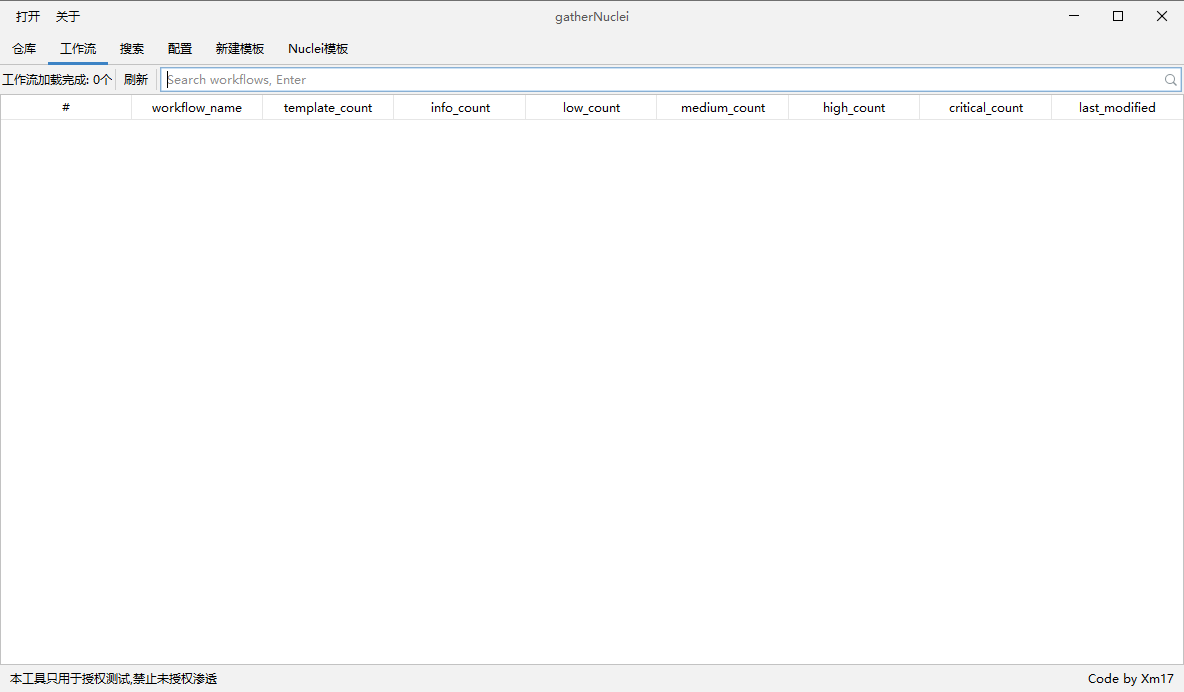 打开 关于 gatherNuclei
仓库 工作流 搜索 配置 新建模板 Nuclei模板
工作流加载完成: 0个 刷新 Search workflows, Enter
# workflow_name template_count info_count low_count medium_count high_count critical_count last_modified
本工具只用于授权测试,禁止未授权渗透 Code by Xm17